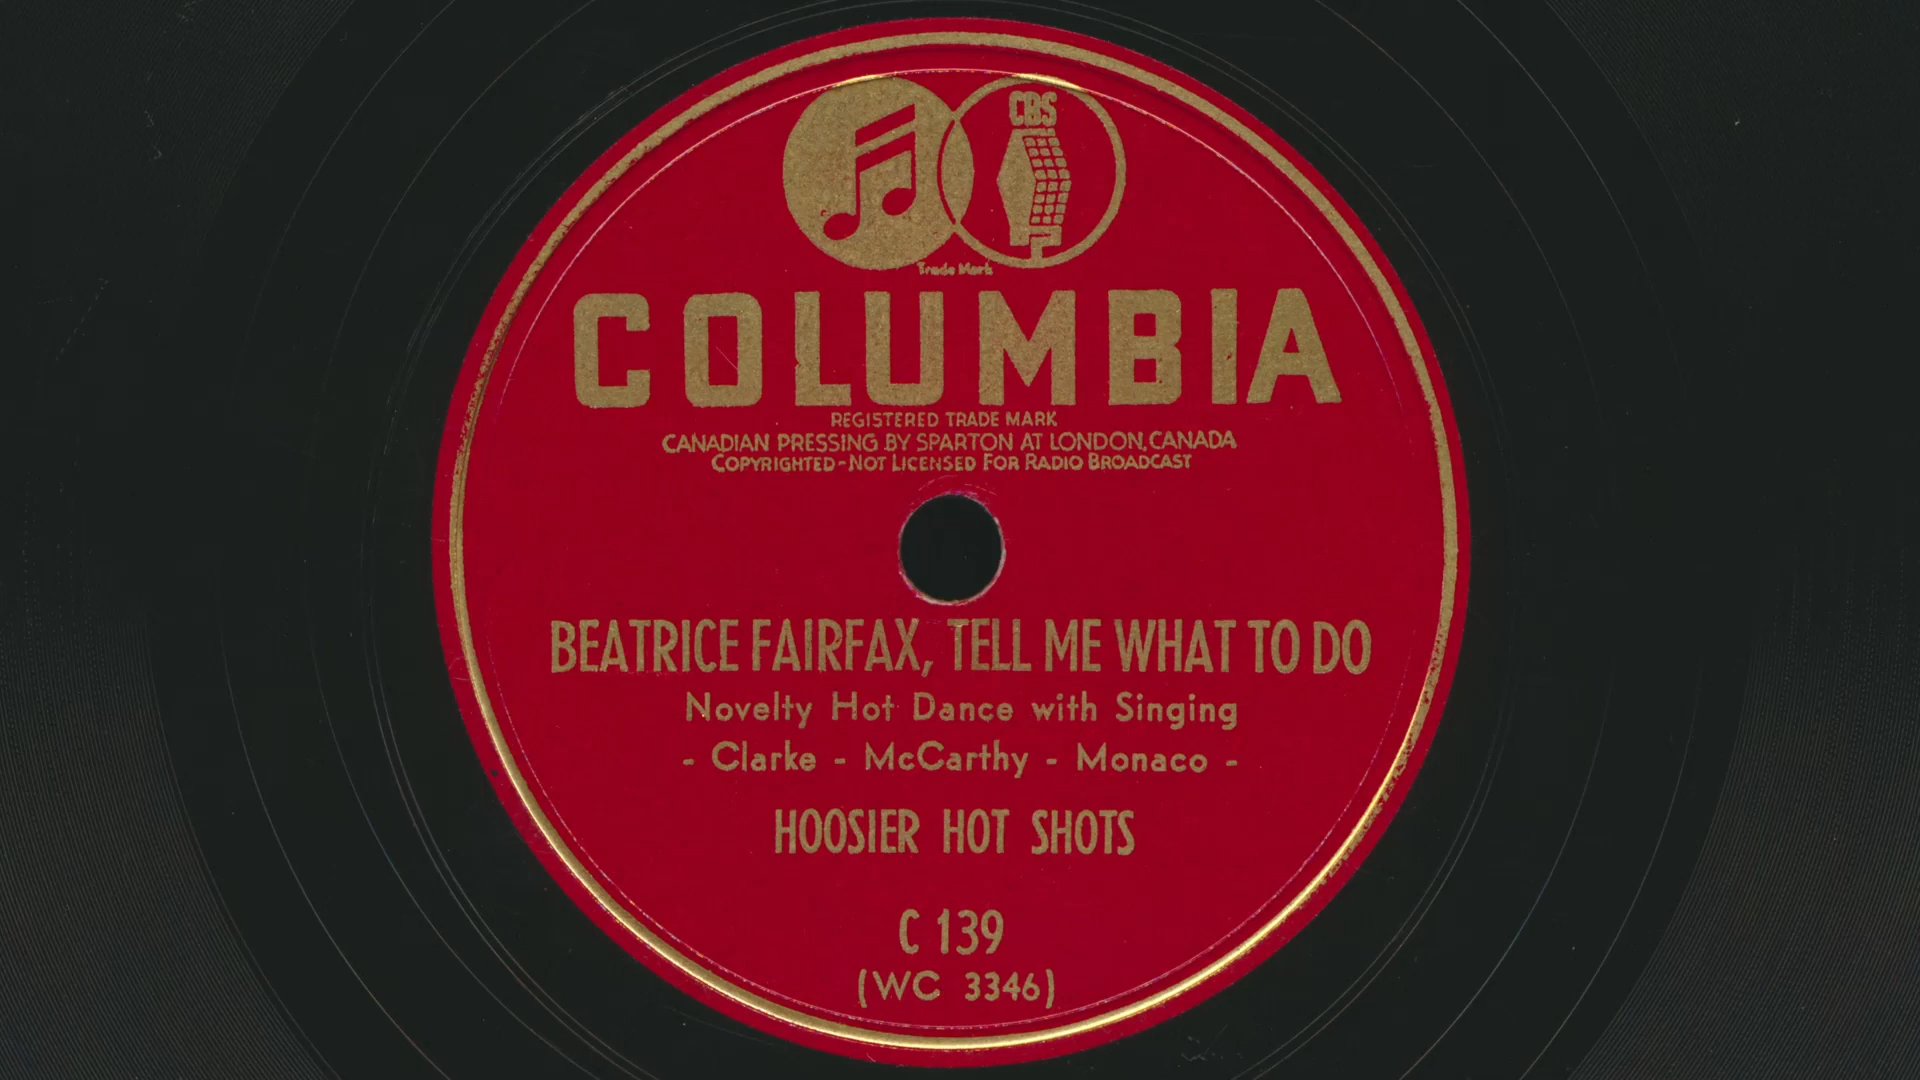 CBS
Trade Mark
COLUMBIA
REGISTERED TRADE MARK
CANADIAN PRESSING BY SPARTON AT LONDON, CANADA
COPYRIGHTED-NOT LICENSED FOR RADIO BROADCAST
BEATRICE FAIRFAX, TELL ME WHAT TO DO
Novelty Hot Dance with Singing
- Clarke - McCarthy - Monaco -
HOOSIER HOT SHOTS
C 139
(WC 3346)